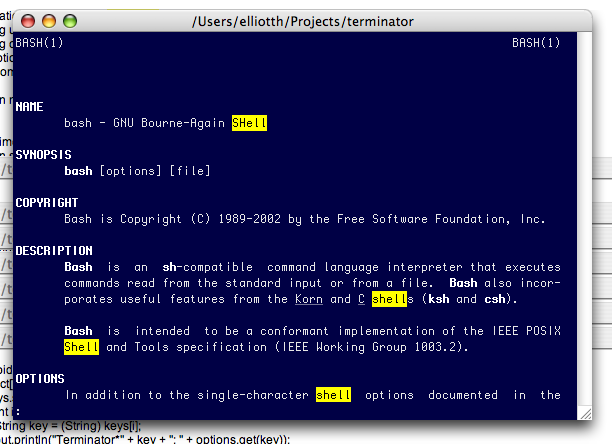 /Users/elliotth/Projects/terminator
BASH(1) BASH(1)
NAME
bash - GNU Bourne-Again SHell
SYNOPSIS
bash [options] [file]
COPYRIGHT
Bash is Copyright (C) 1989-2002 by the Free Software Foundation, Inc.
DESCRIPTION
Bash is an sh-compatible command language interpreter that executes
commands read from the standard input or from a file. Bash also incor-
porates useful features from the Korn and C shells (ksh and csh).
Bash is intended to be a conformant implementation of the IEEE POSIX
Shell and Tools specification (IEEE Working Group 1003.2).
OPTIONS
In addition to the single-character shell options documented in the
:
String key = (String) keys[i];
put.println("Terminator*" + key + ": " + options.get(key));